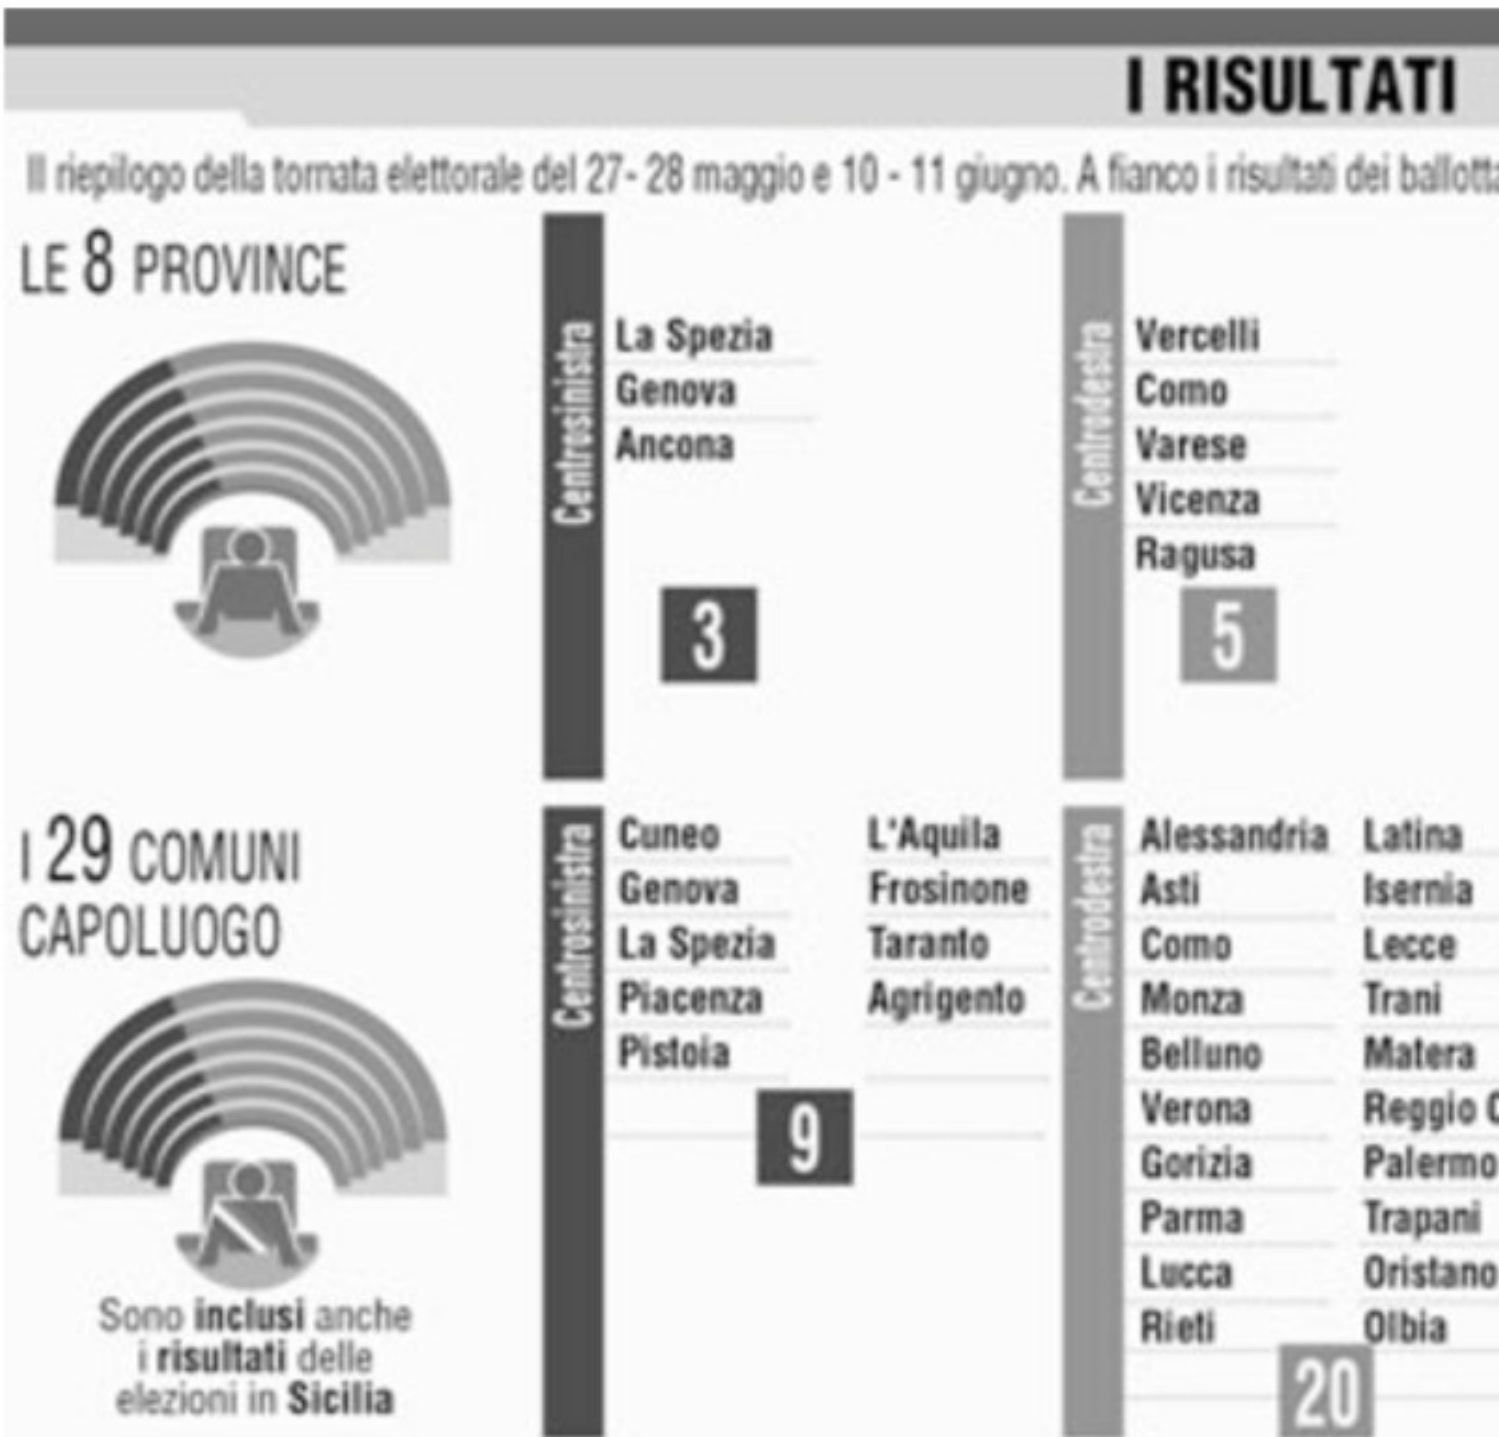 I RISULTATI
Il riepilogo della tornata elettorale del 27- 28 maggio e 10 - 11 giugno. A fianco i risultati dei ballotta
LE 8 PROVINCE
Centrosinistra
La Spezia
Genova
Ancona
3
Centrodestra
Vercelli
Como
Varese
Vicenza
Ragusa
5
I 29 COMUNI
CAPOLUOGO
Sono inclusi anche
i risultati delle
elezioni in Sicilia
Centrosinistra
Cuneo
Genova
La Spezia
Piacenza
Pistoia
L'Aquila
Frosinone
Taranto
Agrigento
9
Centrodestra
Alessandria
Asti
Como
Monza
Belluno
Verona
Gorizia
Parma
Lucca
Rieti
Latina
Isernia
Lecce
Trani
Matera
Reggio C
Palermo
Trapani
Oristano
Olbia
20